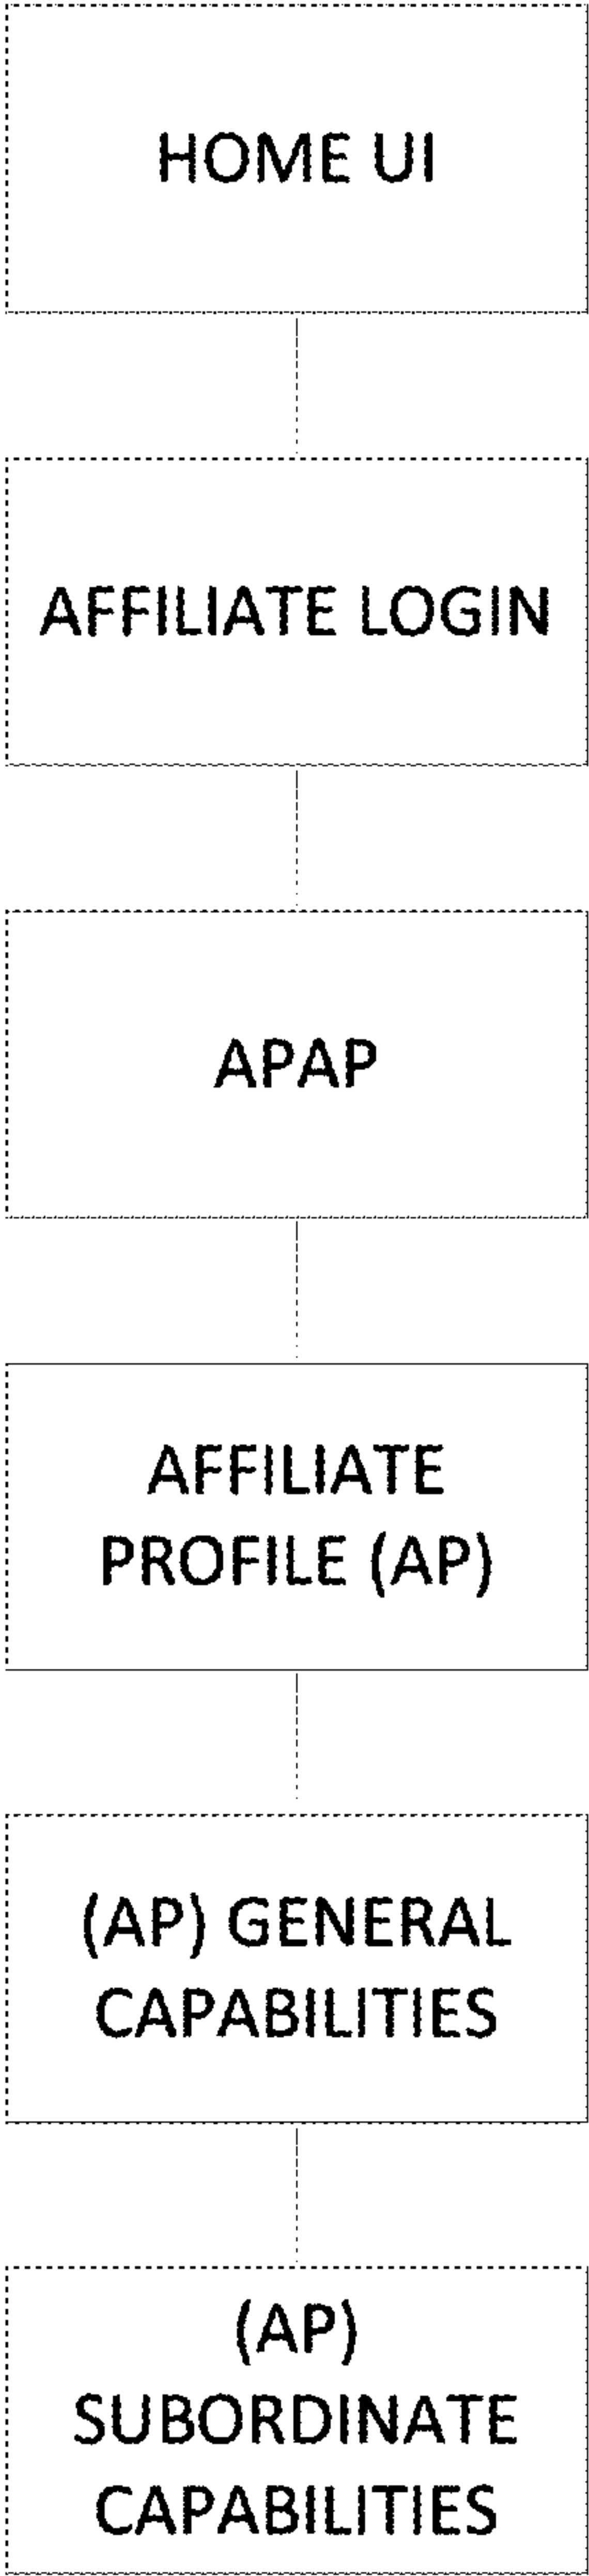 HOME UI
AFFILIATE LOGIN
APAP
AFFILIATE
PROFILE (AP)
(AP) GENERAL
CAPABILITIES
(AP)
SUBORDINATE
CAPABILITIES